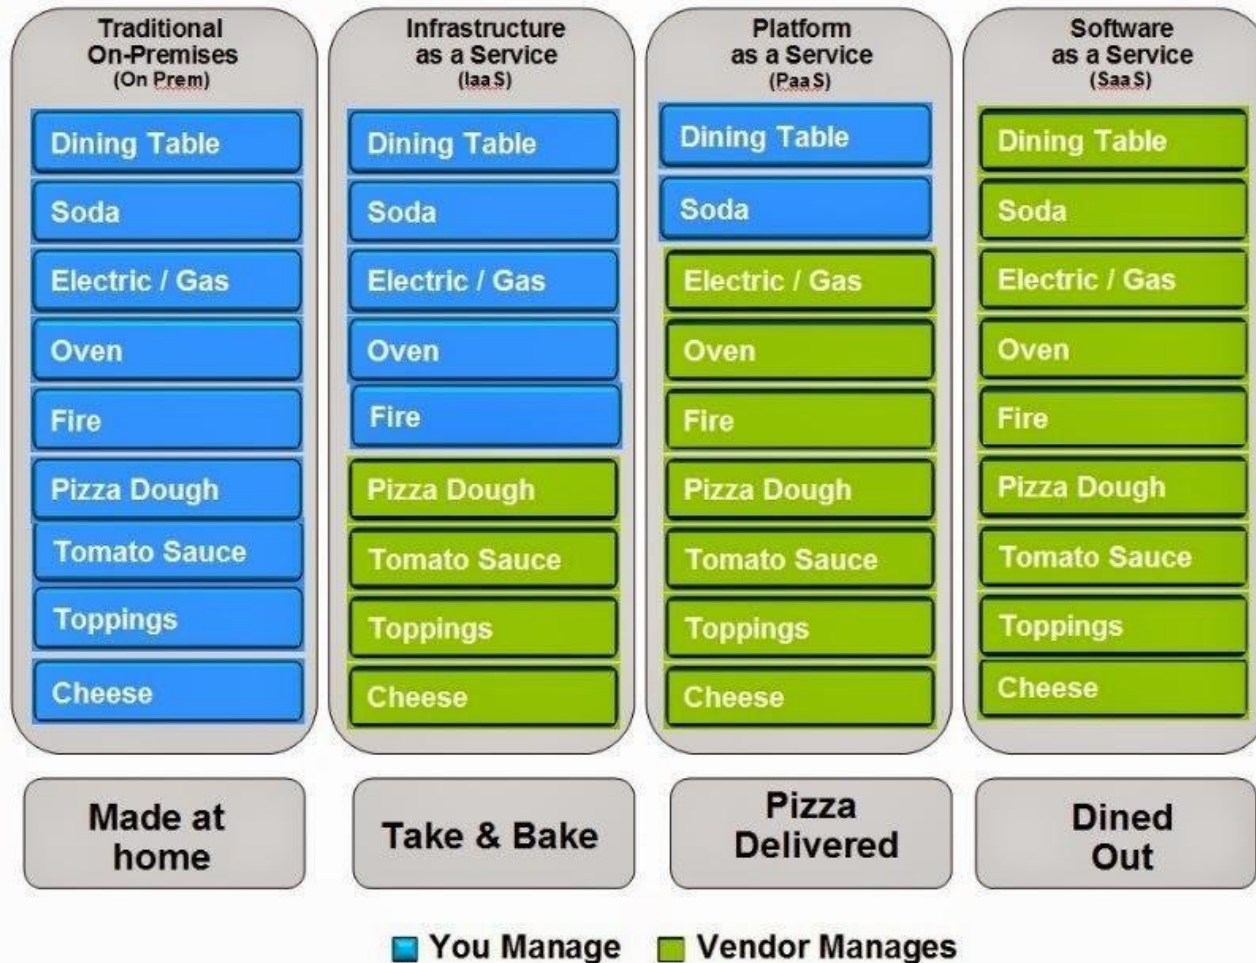 Traditional
On-Premises
(On Prem)
Dining Table
Soda
Electric / Gas
Oven
Fire
Pizza Dough
Tomato Sauce
Toppings
Cheese
Made at
home
Infrastructure
as a Service
(IaaS)
Dining Table
Soda
Electric / Gas
Oven
Fire
Pizza Dough
Tomato Sauce
Toppings
Cheese
Take & Bake
Platform
as a Service
(PaaS)
Dining Table
Soda
Electric / Gas
Oven
Fire
Pizza Dough
Tomato Sauce
Toppings
Cheese
Pizza
Delivered
Software
as a Service
(SaaS)
Dining Table
Soda
Electric / Gas
Oven
Fire
Pizza Dough
Tomato Sauce
Toppings
Cheese
Dined
Out
You Manage
Vendor Manages